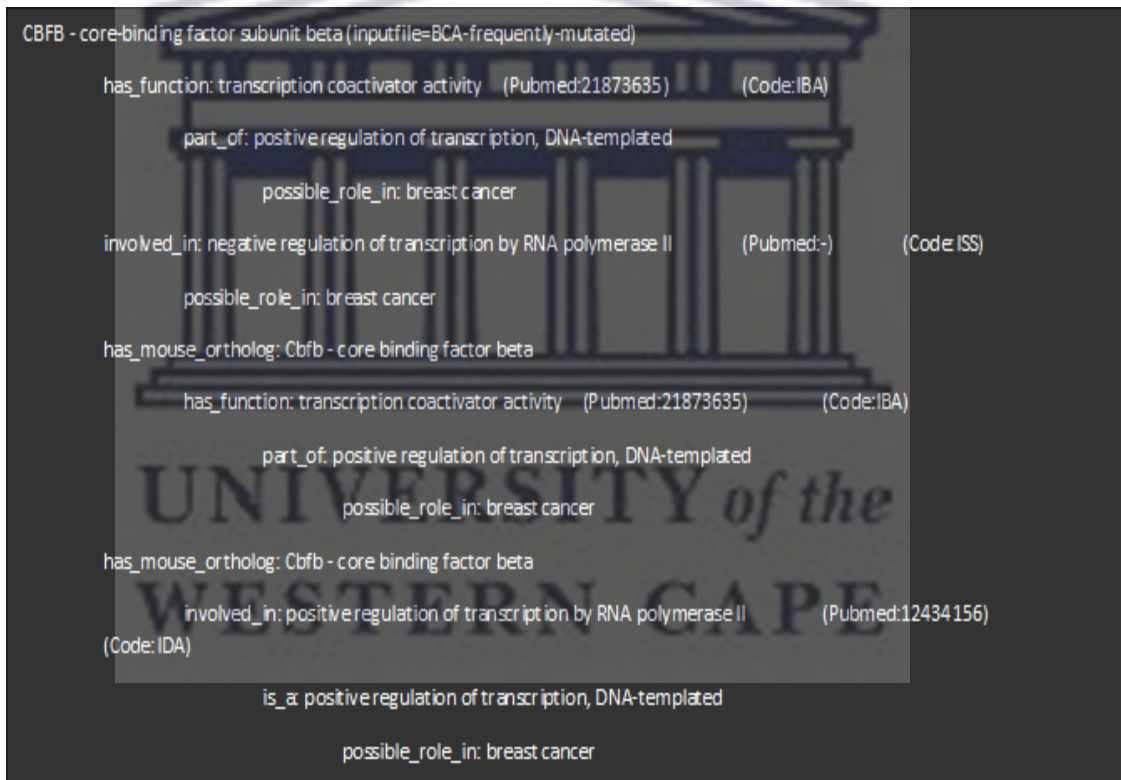 CBFB - core-binding factor subunit beta (inputfile=BCA-frequently-mutated)
has_function: transcription coactivator activity (Pubmed:21873635) (Code:IBA)
part_of: positive regulation of transcription, DNA-templated
possible_role_in: breast cancer
involved_in: negative regulation of transcription by RNA polymerase II (Pubmed:-) (Code:ISS)
possible_role_in: breast cancer
has_mouse_ortholog: Cbfb - core binding factor beta
has_function: transcription coactivator activity (Pubmed:21873635) (Code:IBA)
part_of: positive regulation of transcription, DNA-templated
UNIVERSITY of the
possible_role_in: breast cancer
has_mouse_ortholog: Cbfb - core binding factor beta
WESTERN CAPE
involved_in: positive regulation of transcription by RNA polymerase II (Pubmed:12434156)
(Code:IDA)
is_a: positive regulation of transcription, DNA-templated
possible_role_in: breast cancer